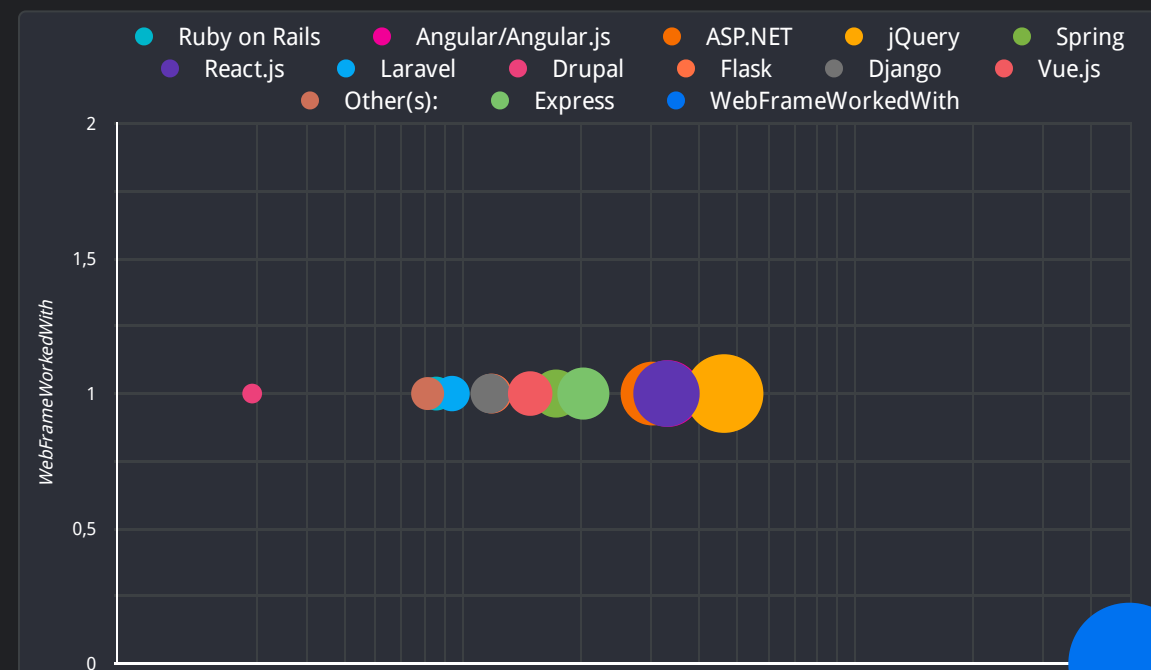 Ruby on Rails Angular/Angular.js ASP.NET jQuery Spring
React.js Laravel Drupal Flask Django Vue.js
Other(s): Express WebFrameWorkedWith
2
1,5
1
0,5
0
WebFrameWorkedWith